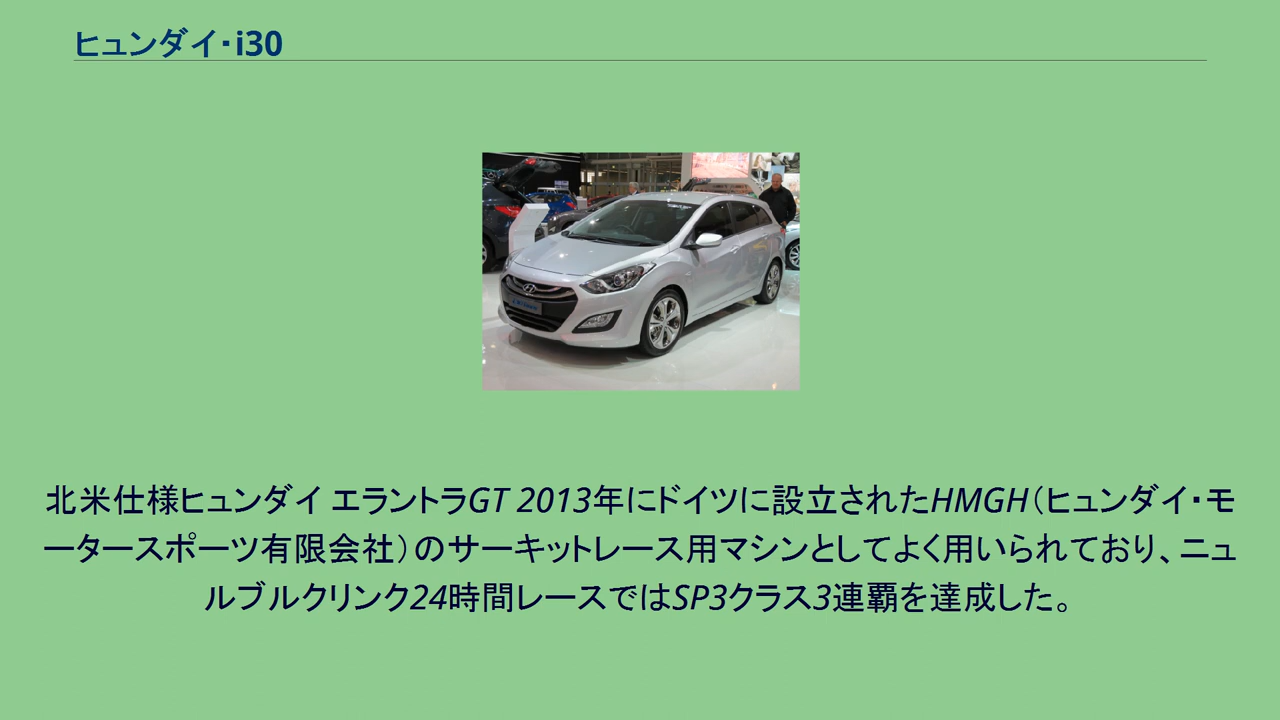 ヒュンダイ・i30
北米仕様ヒュンダイ エラントラGT 2013年にドイツに設立されたHMGH（ヒュンダイ・モ
ータースポーツ有限会社）のサーキットレース用マシンとしてよく用いられており、ニュ
ルブルクリンク24時間レースではSP3クラス3連覇を達成した。